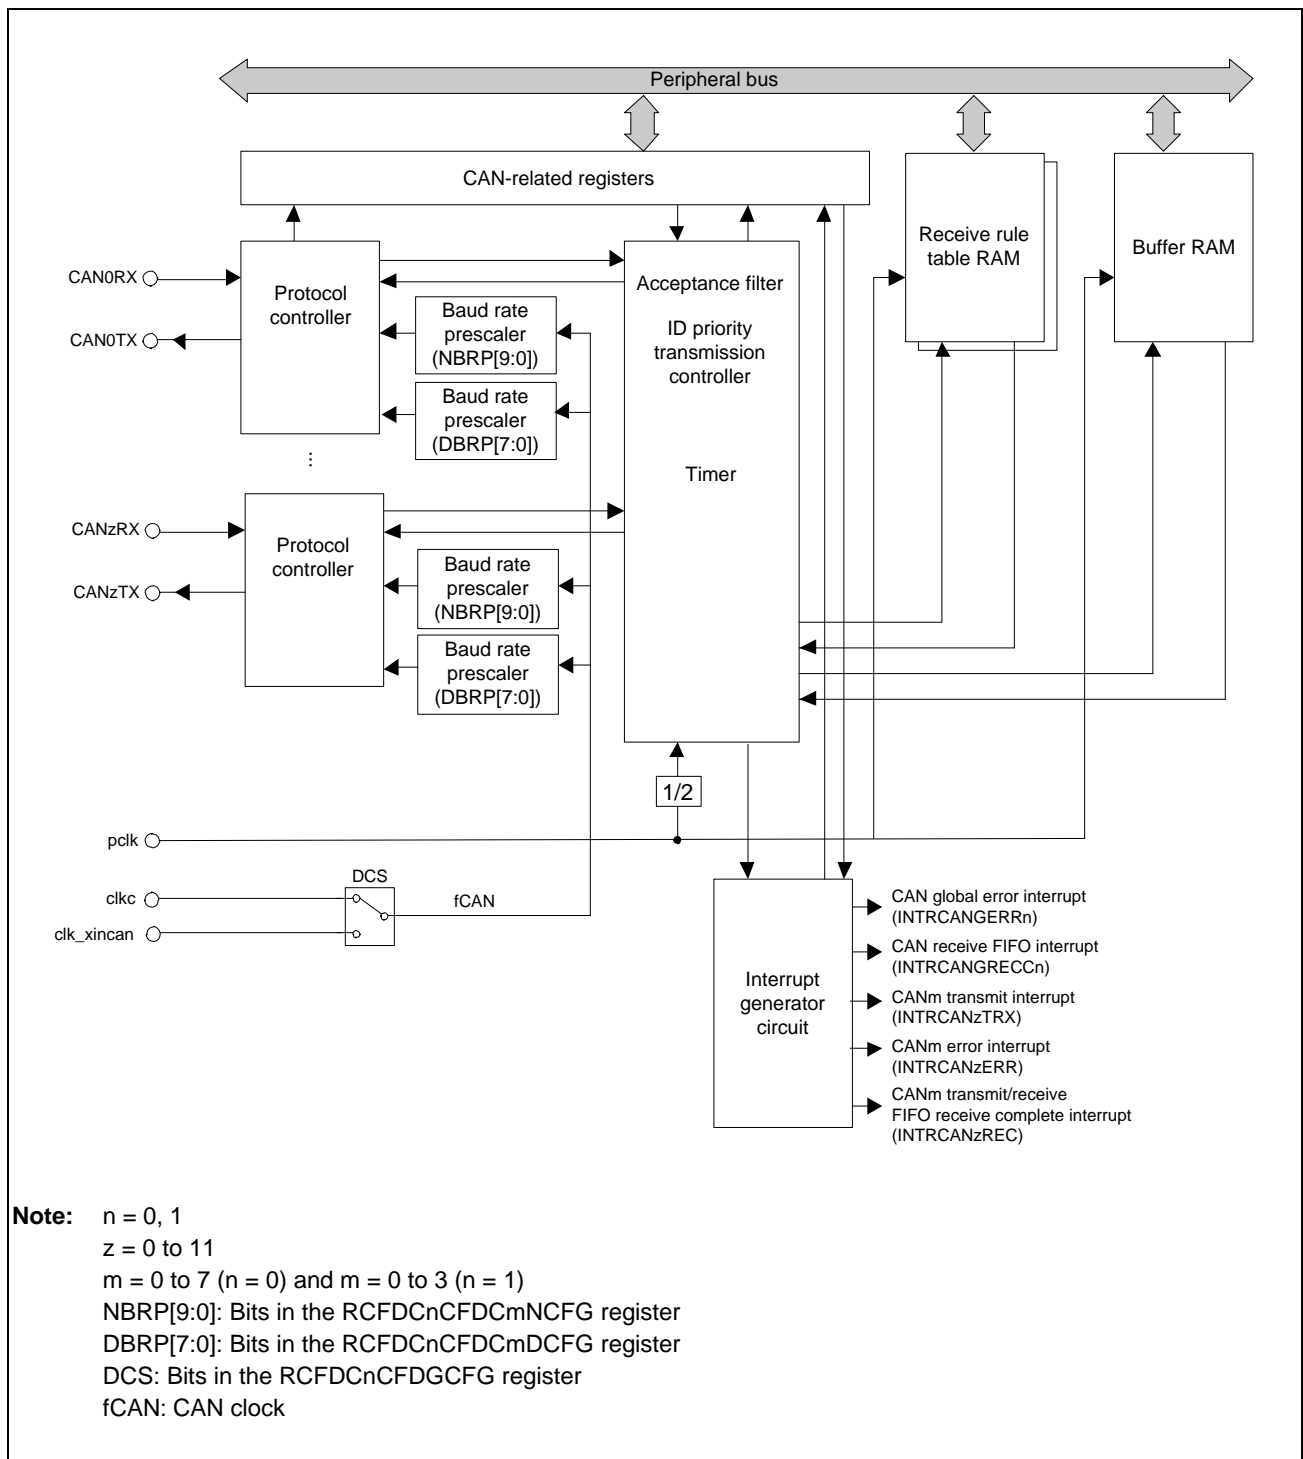 Peripheral bus
CAN-related registers
Receive rule
table RAM
Buffer RAM
CAN0RX
CAN0TX
Protocol
controller
Baud rate
prescaler
(NBRP[9:0])
Baud rate
prescaler
(DBRP[7:0])
Acceptance filter
ID priority
transmission
controller
Timer
...
CANzRX
CANzTX
Protocol
controller
Baud rate
prescaler
(NBRP[9:0])
Baud rate
prescaler
(DBRP[7:0])
1/2
pclk
DCS
clkc
fCAN
clk_xincan
Interrupt
generator
circuit
CAN global error interrupt
(INTRCANGERRn)
CAN receive FIFO interrupt
(INTRCANGRECCn)
CANm transmit interrupt
(INTRCANzTRX)
CANm error interrupt
(INTRCANzERR)
CANm transmit/receive
FIFO receive complete interrupt
(INTRCANzREC)
Note: n = 0, 1
z = 0 to 11
m = 0 to 7 (n = 0) and m = 0 to 3 (n = 1)
NBRP[9:0]: Bits in the RCFDCnCFDCmNCFG register
DBRP[7:0]: Bits in the RCFDCnCFDCmDCFG register
DCS: Bits in the RCFDCnCFDGCFG register
fCAN: CAN clock